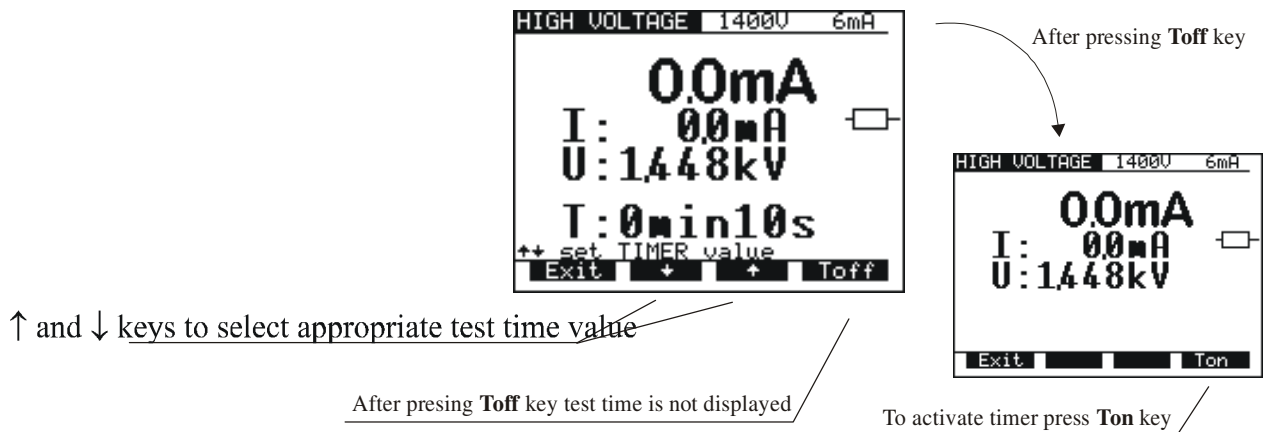 HIGH VOLTAGE 1400V 6mA
0.0mA
I: 0.0mA
U:1.448kV
T:0min10s
↑↓ set TIMER value
Exit ↓ ↑ Toff
After pressing Toff key
HIGH VOLTAGE 1400V 6mA
0.0mA
I: 0.0mA
U:1.448kV
Exit Ton
↑ and ↓ keys to select appropriate test time value
After presing Toff key test time is not displayed
To activate timer press Ton key